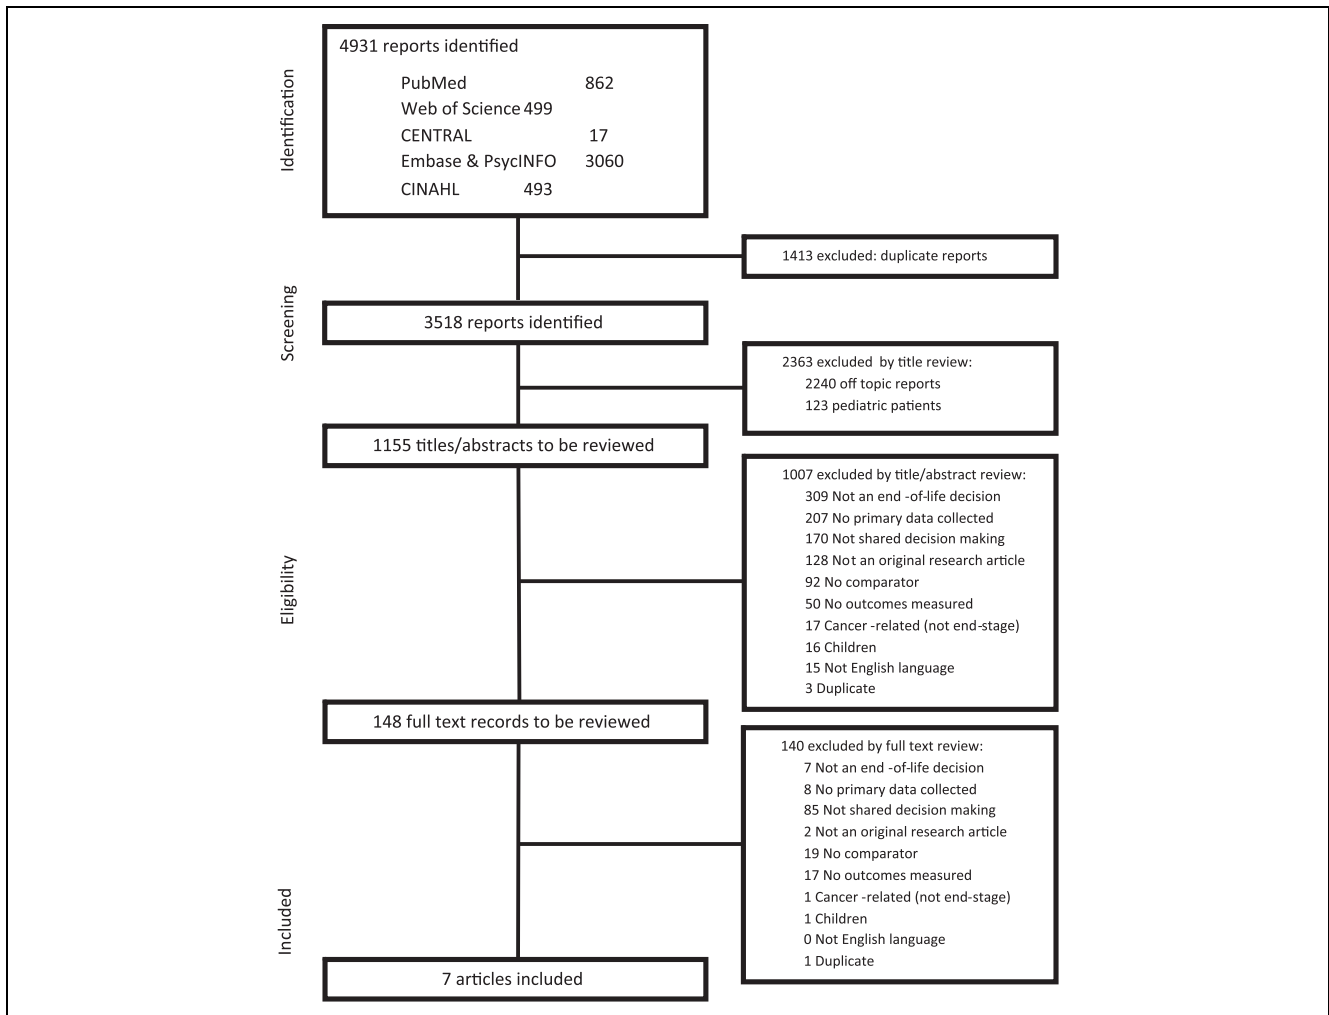 Identification
4931 reports identified
PubMed 862
Web of Science 499
CENTRAL 17
Embase & PsycINFO 3060
CINAHL 493
1413 excluded: duplicate reports
Screening
3518 reports identified
2363 excluded by title review:
2240 off topic reports
123 pediatric patients
1155 titles/abstracts to be reviewed
Eligibility
1007 excluded by title/abstract review:
309 Not an end -of-life decision
207 No primary data collected
170 Not shared decision making
128 Not an original research article
92 No comparator
50 No outcomes measured
17 Cancer -related (not end-stage)
16 Children
15 Not English language
3 Duplicate
148 full text records to be reviewed
140 excluded by full text review:
7 Not an end -of-life decision
8 No primary data collected
85 Not shared decision making
2 Not an original research article
19 No comparator
17 No outcomes measured
1 Cancer -related (not end-stage)
1 Children
0 Not English language
1 Duplicate
Included
7 articles included